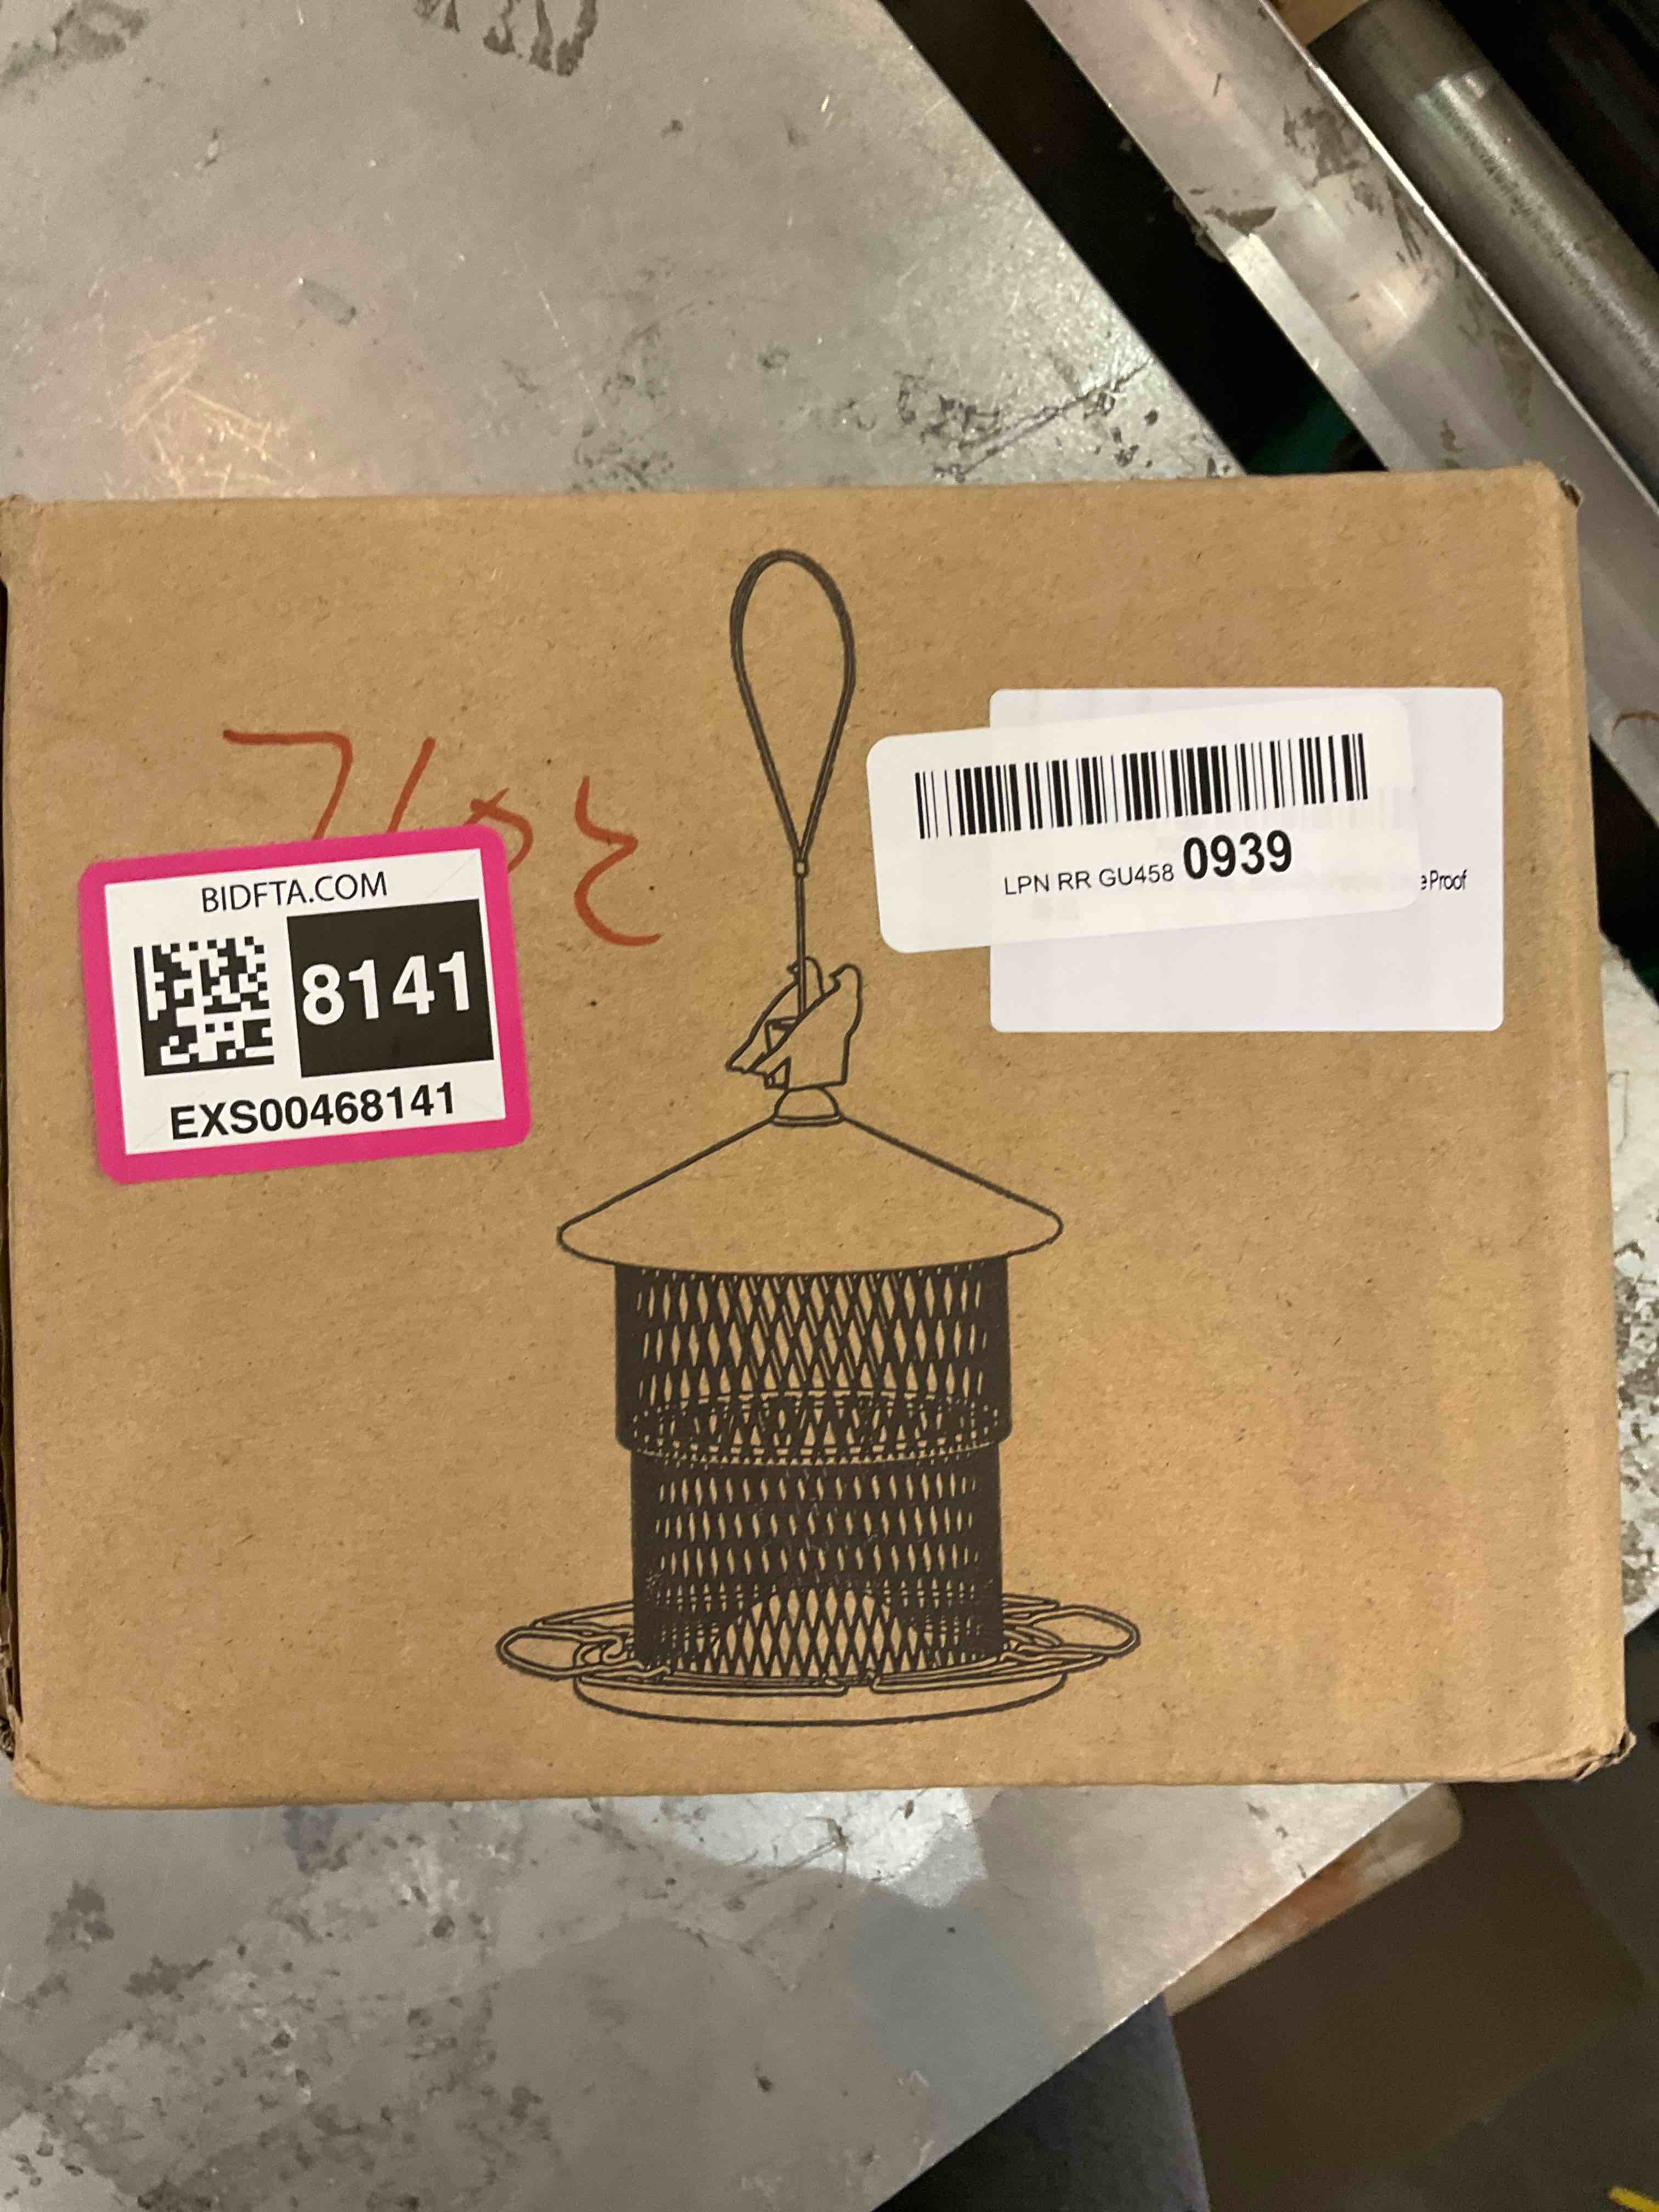 BIDFTA.COM
8141
EXS00468141
LPN RR GU458 0939
e Proof